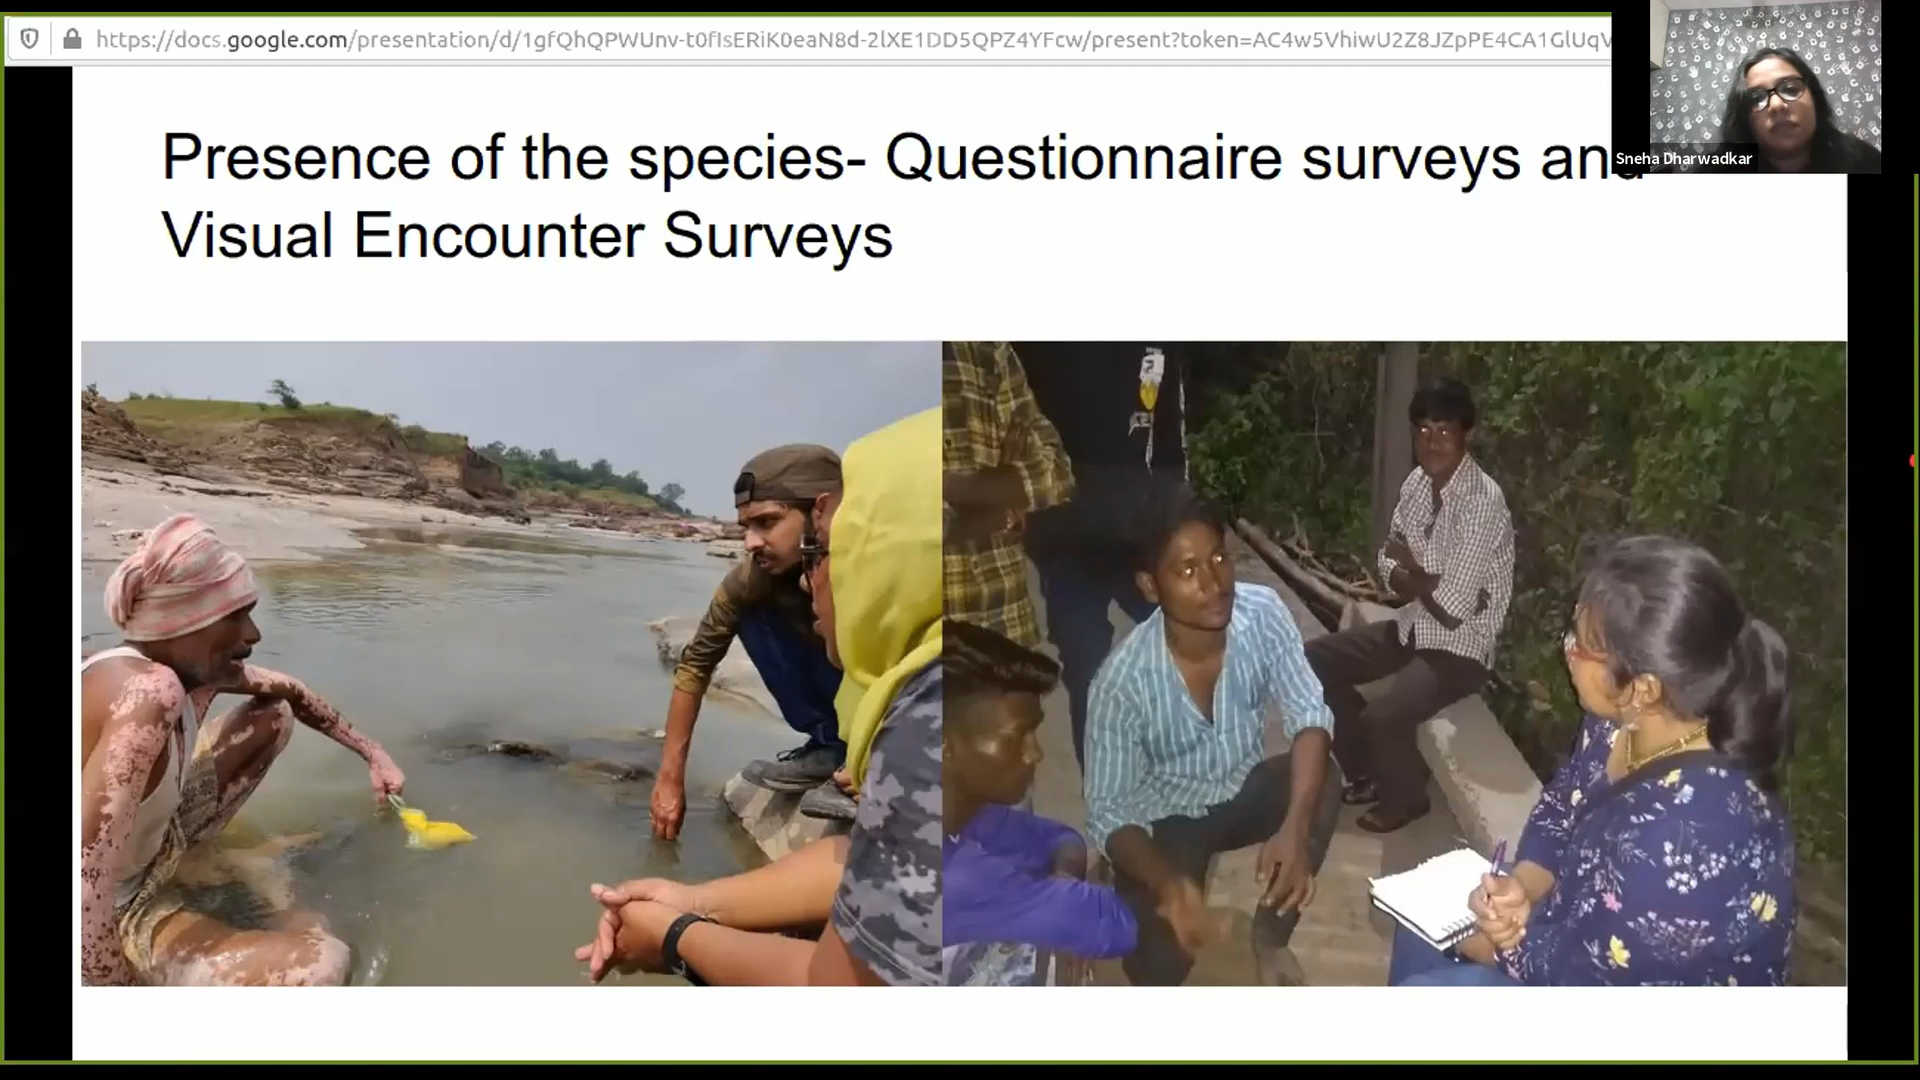 https://docs.google.com/presentation/d/1gfQhQPWUnv-t0fIsERiK0eaN8d-2lXE1DD5QPZ4YFcw/present?token=AC4w5VhiwU2Z8JZpPE4CA1GlUqV
Sneha Dharwadkar
Presence of the species- Questionnaire surveys and
Visual Encounter Surveys